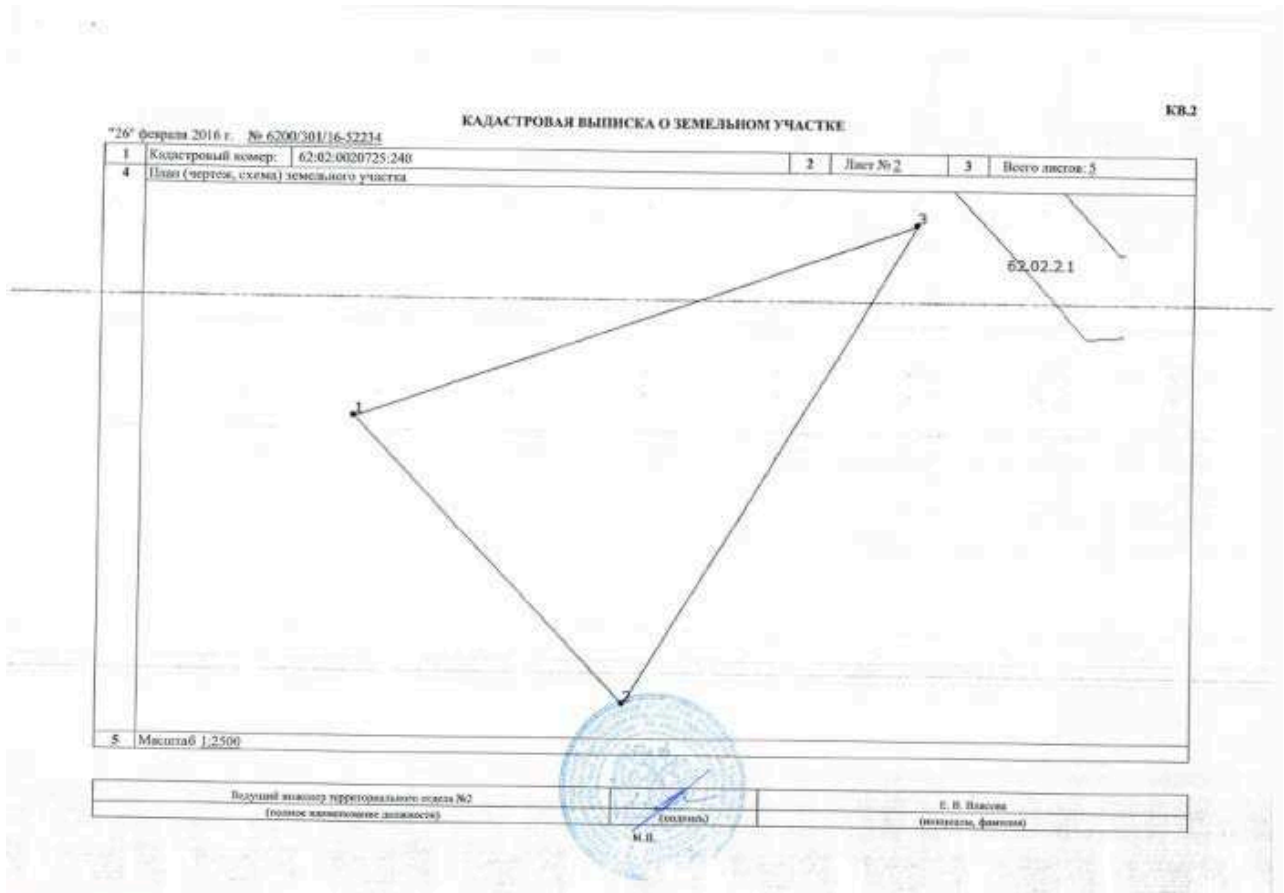 КВ.2
КАДАСТРОВАЯ ВЫПИСКА О ЗЕМЕЛЬНОМ УЧАСТКЕ
"26" февраля 2016 г. № 6200/301/16-52234
1 Кадастровый номер: 62:02:0020725:240 2 Лист № 2 3 Всего листов: 5
4 План (чертеж, схема) земельного участка
3
62.02.2.1
1
2
5 Масштаб 1:2500
Ведущий инженер территориального отдела №2 Е. В. Власова
(полное наименование должности) (подпись) (инициалы, фамилия)
М.П.